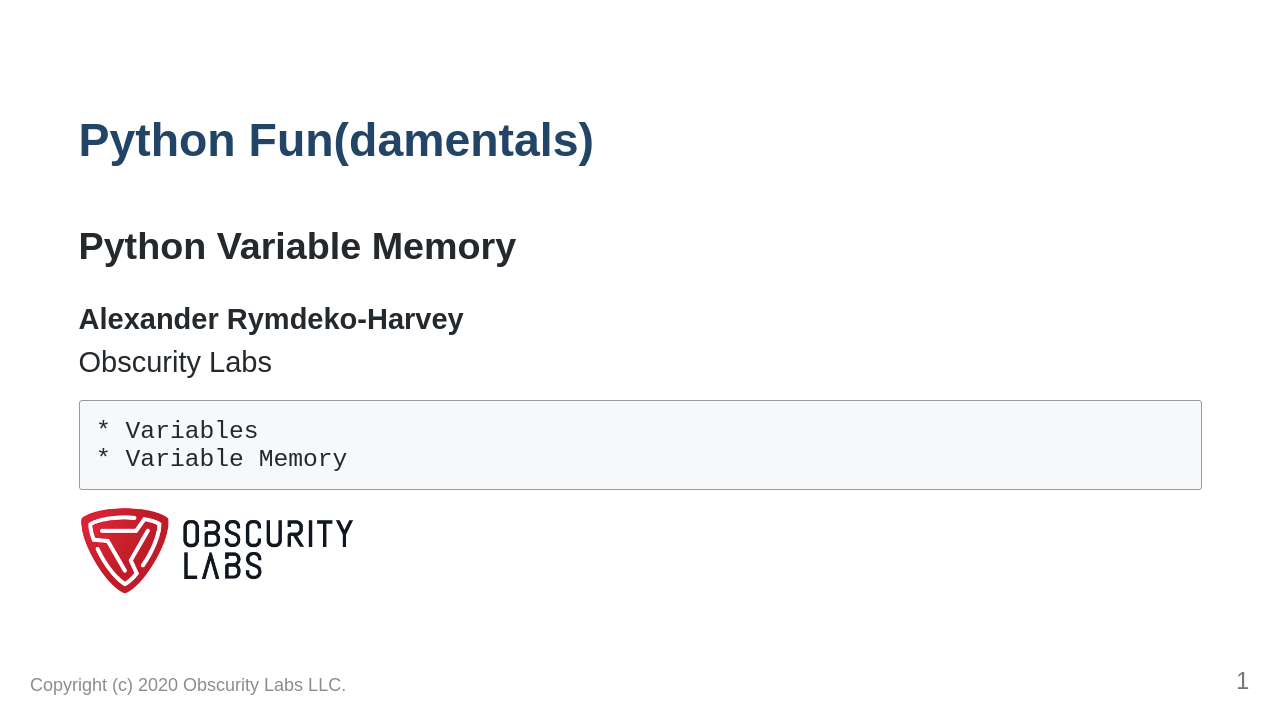 Python Fun(damentals)
Python Variable Memory
Alexander Rymdeko-Harvey
Obscurity Labs
* Variables
* Variable Memory
OBSCURITY
LABS
Copyright (c) 2020 Obscurity Labs LLC.
1